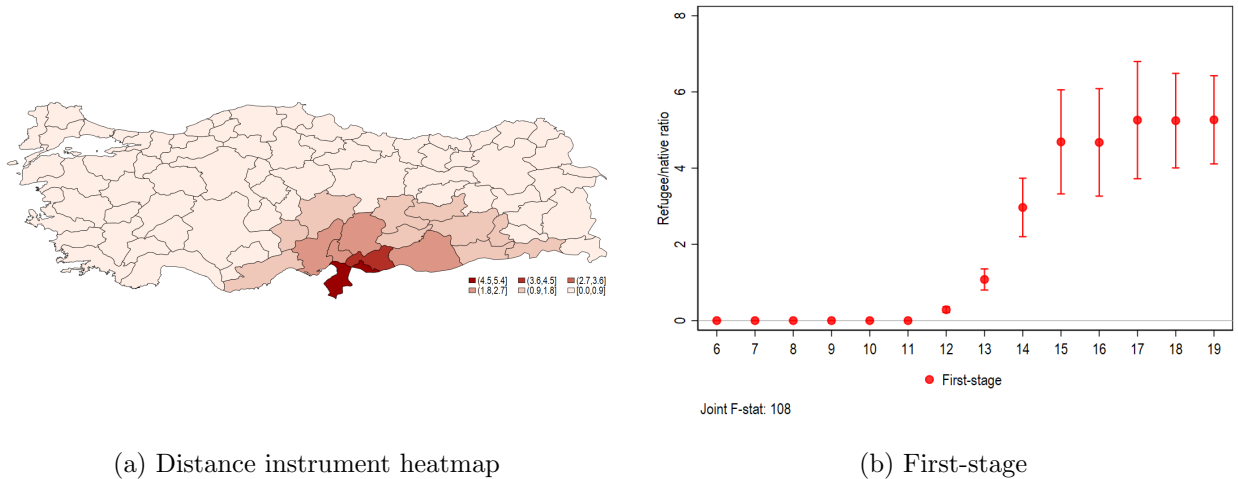 (4.5,5.4] (3.6,4.5] (2.7,3.6]
(1.8,2.7] (0.9,1.8] [0.0,0.9]
8
6
4
2
0
Refugee/native ratio
6 7 8 9 10 11 12 13 14 15 16 17 18 19
First-stage
Joint F-stat: 108
(a) Distance instrument heatmap
(b) First-stage